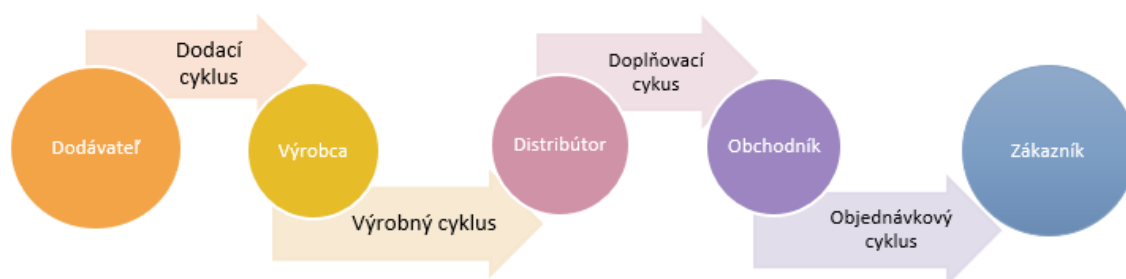 Dodací
cyklus
Doplňovací
cykus
Dodávateľ
Výrobca
Distribútor
Obchodník
Zákazník
Výrobný cyklus
Objednávkový
cyklus